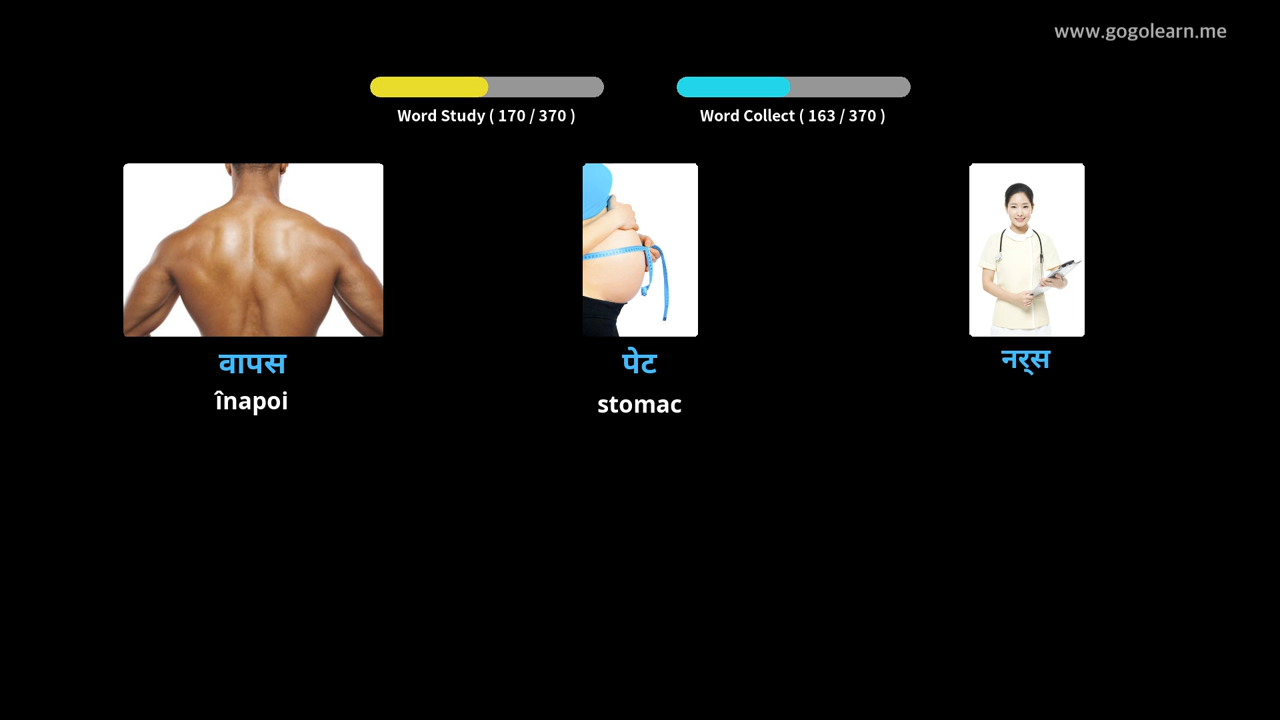 www.gogolearn.me
Word Study ( 170 / 370 )
Word Collect ( 163 / 370 )
वापस
पेट
नर्‌स
înapoi
stomac